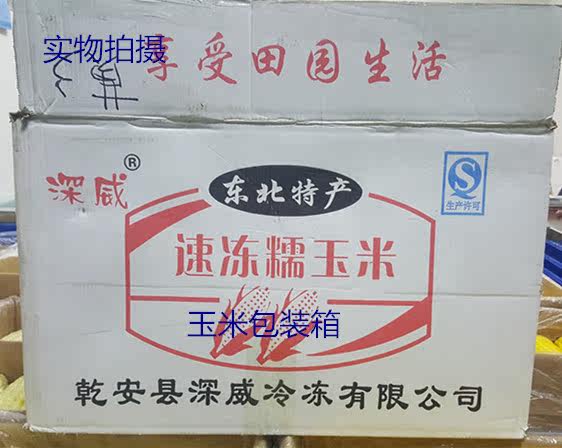 实物拍摄
享受田园生活
深威®
东北特产
生产许可
速冻糯玉米
玉米包装箱
乾安县深威冷冻有限公司